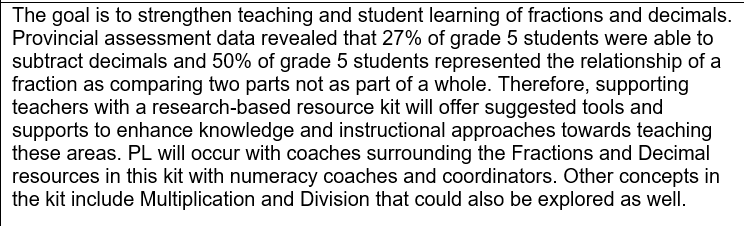 The goal is to strengthen teaching and student learning of fractions and decimals.
Provincial assessment data revealed that 27% of grade 5 students were able to
subtract decimals and 50% of grade 5 students represented the relationship of a
fraction as comparing two parts not as part of a whole. Therefore, supporting
teachers with a research-based resource kit will offer suggested tools and
supports to enhance knowledge and instructional approaches towards teaching
these areas. PL will occur with coaches surrounding the Fractions and Decimal
resources in this kit with numeracy coaches and coordinators. Other concepts in
the kit include Multiplication and Division that could also be explored as well.